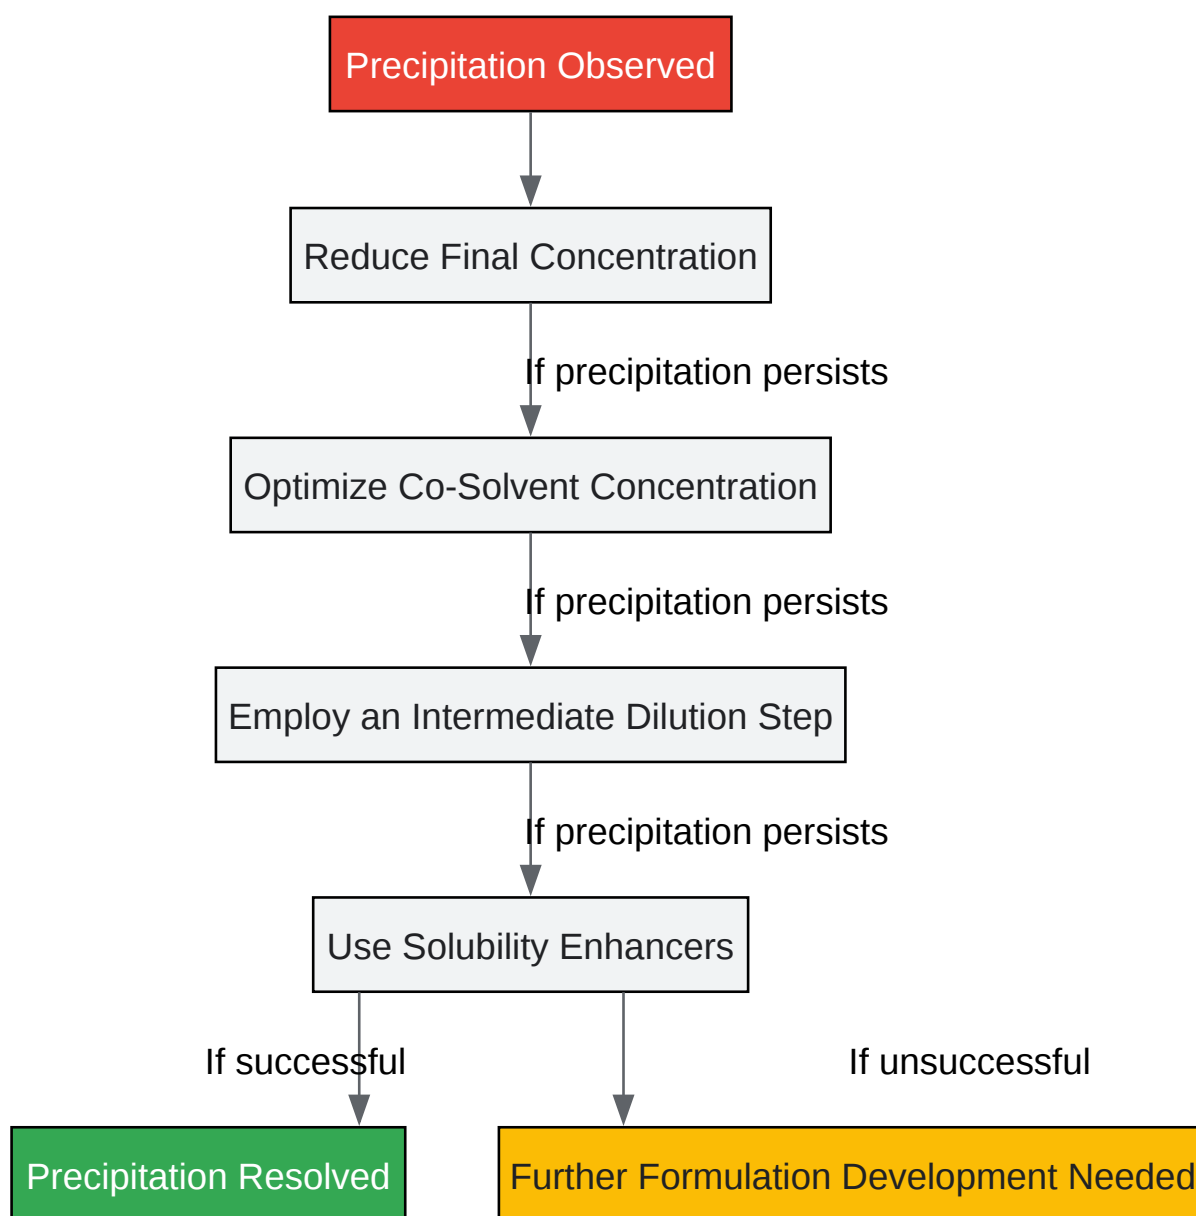 Precipitation Observed
Reduce Final Concentration
If precipitation persists
Optimize Co-Solvent Concentration
If precipitation persists
Employ an Intermediate Dilution Step
If precipitation persists
Use Solubility Enhancers
If successful
If unsuccessful
Precipitation Resolved
Further Formulation Development Needed